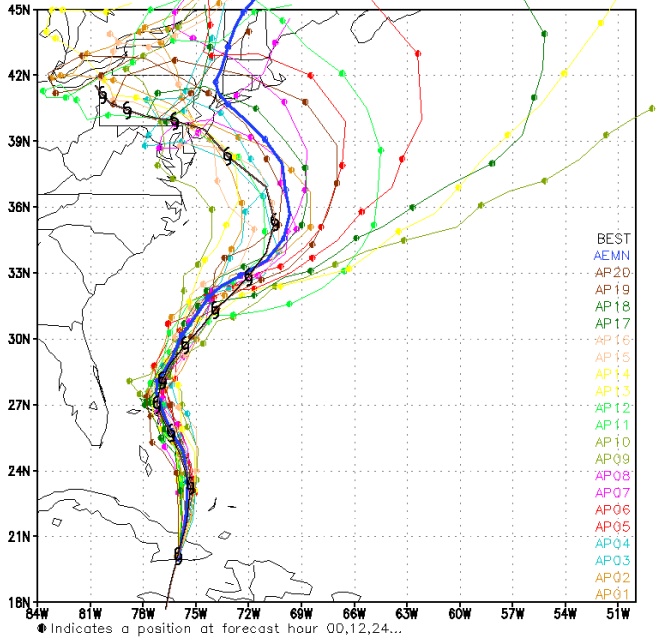 45N
42N
39N
36N
33N
30N
27N
24N
21N
18N
84W 81W 78W 75W 72W 69W 66W 63W 60W 57W 54W 51W
BEST
AEMN
AP20
AP19
AP18
AP17
AP16
AP15
AP14
AP13
AP12
AP11
AP10
AP09
AP08
AP07
AP06
AP05
AP04
AP03
AP02
AP01
Indicates a position at forecast hour 00,12,24...